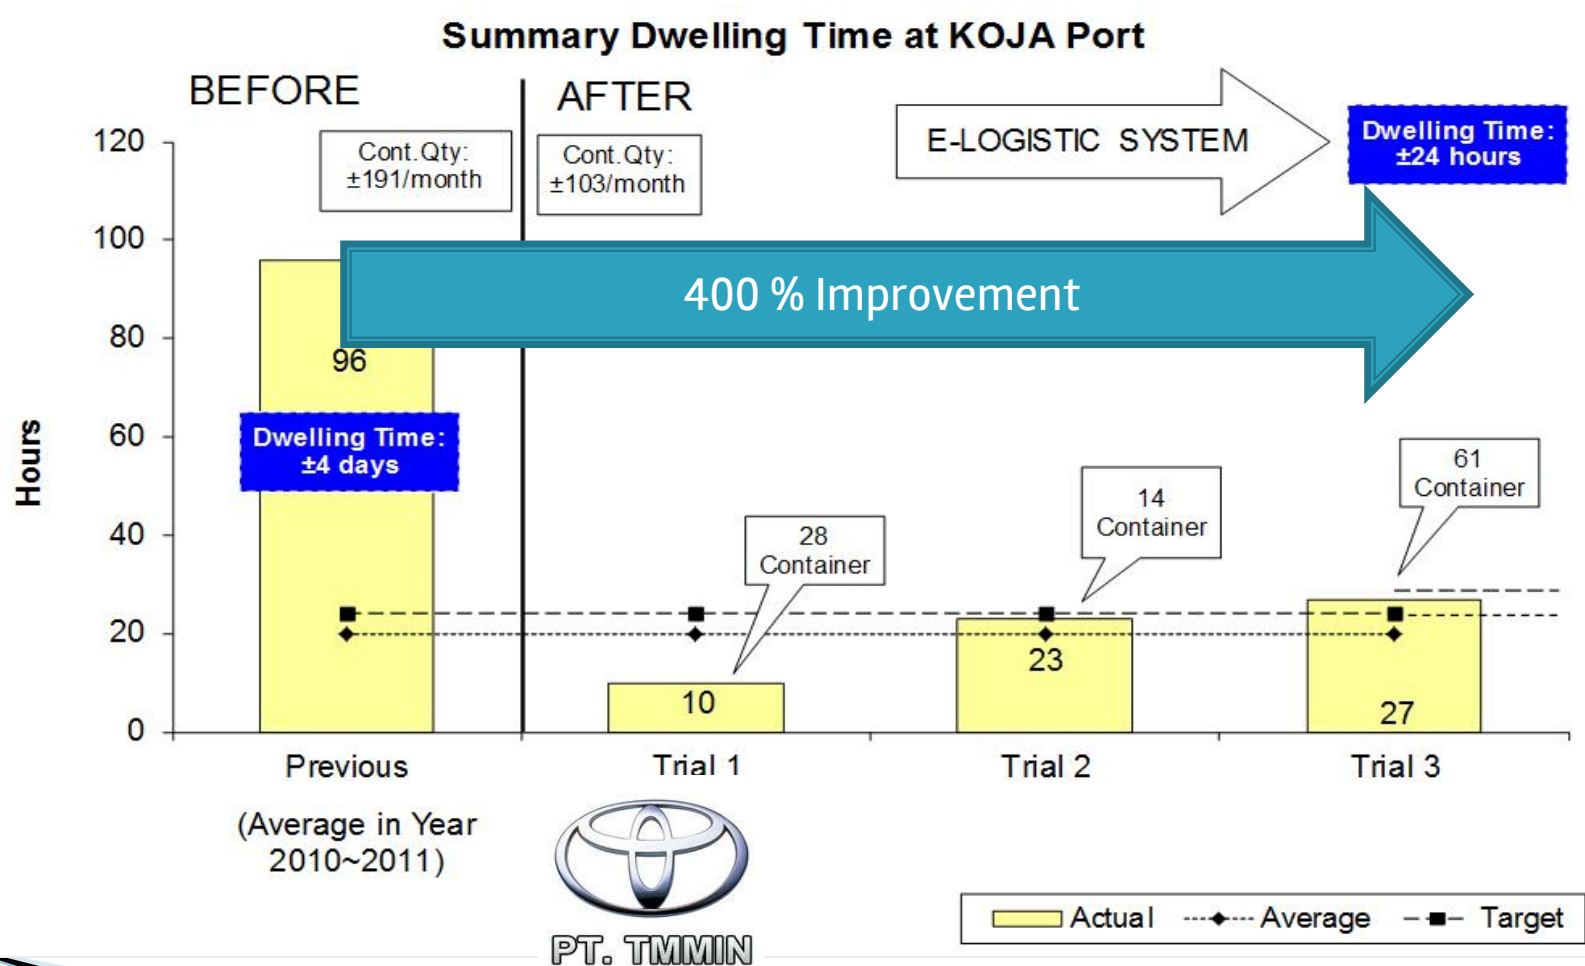 Summary Dwelling Time at KOJA Port
BEFORE
AFTER
Cont.Qty:
±191/month
Cont.Qty:
±103/month
E-LOGISTIC SYSTEM
Dwelling Time:
±24 hours
400 % Improvement
Hours
120
100
80
60
40
20
0
96
Dwelling Time:
±4 days
28
Container
14
Container
61
Container
10
23
27
Previous
Trial 1
Trial 2
Trial 3
(Average in Year
2010~2011)
PT. TMMIN
Actual
Average
Target